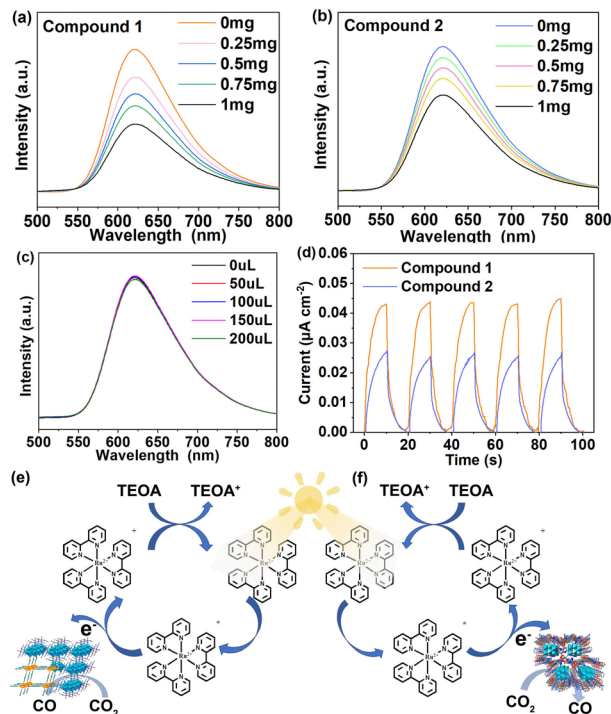 (a)
Compound 1
0mg
0.25mg
0.5mg
0.75mg
1mg
Intensity (a.u.)
500 550 600 650 700 750 800
Wavelength (nm)
(b)
Compound 2
0mg
0.25mg
0.5mg
0.75mg
1mg
Intensity (a.u.)
500 550 600 650 700 750 800
Wavelength (nm)
(c)
0uL
50uL
100uL
150uL
200uL
Intensity (a.u.)
500 550 600 650 700 750 800
Wavelength (nm)
(d)
Compound 1
Compound 2
Current (μA cm⁻²)
0.06
0.05
0.04
0.03
0.02
0.01
0.00
0 20 40 60 80 100
Time (s)
(e)
TEOA TEOA⁺
e⁻
CO CO₂
(f)
TEOA⁺ TEOA
e⁻
CO₂ CO